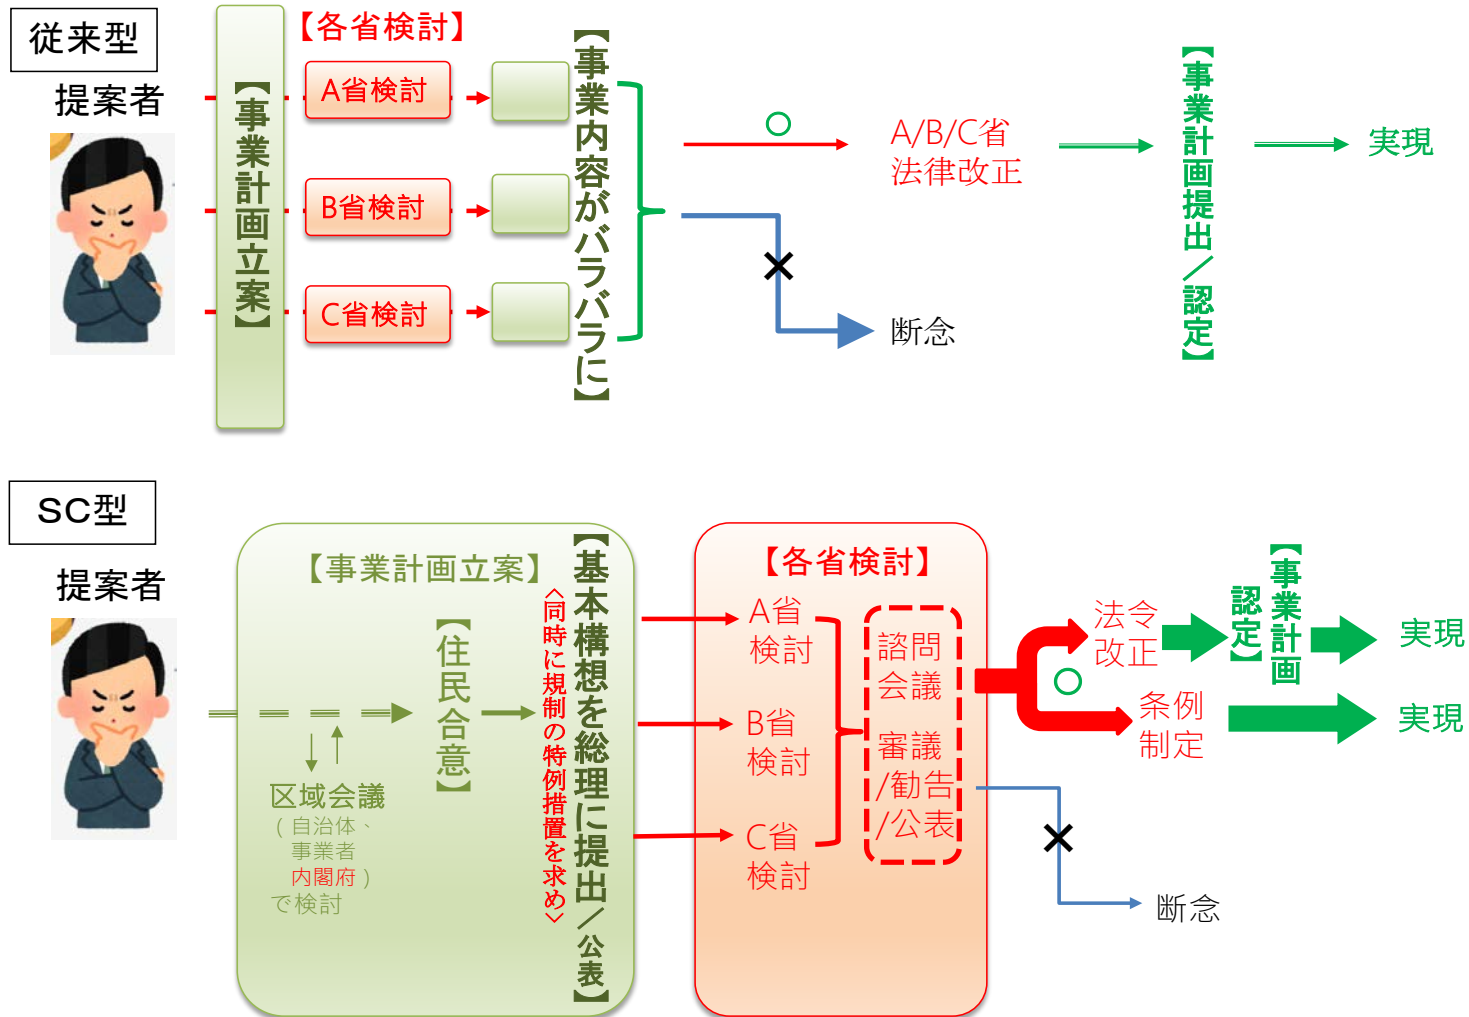 従来型
提案者
【事業計画立案】
【各省検討】
A省検討
B省検討
C省検討
【事業内容がバラバラに】
A/B/C省
法律改正
断念
【事業計画提出／認定】
実現
SC型
提案者
【事業計画立案】
区域会議
(自治体、
事業者
内閣府)
で検討
【住民合意】
〈同時に規制の特例措置を求め〉
【基本構想を総理に提出／公表】
【各省検討】
A省
検討
B省
検討
C省
検討
諮問
会議
審議
/勧告
/公表
法令
改正
条例
制定
【事業計画
認定】
実現
実現
断念